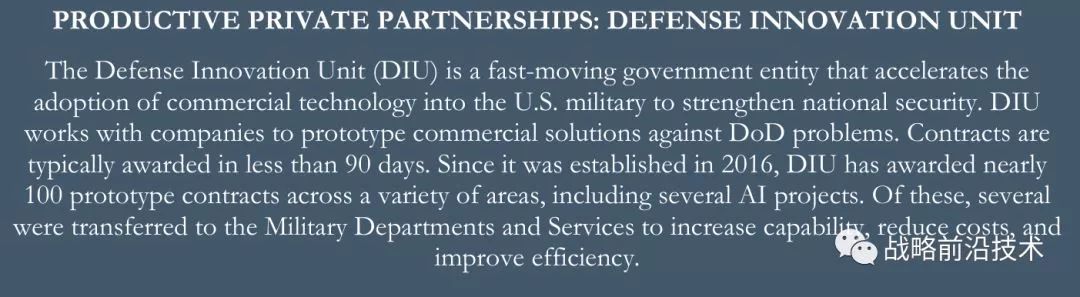 PRODUCTIVE PRIVATE PARTNERSHIPS: DEFENSE INNOVATION UNIT
The Defense Innovation Unit (DIU) is a fast-moving government entity that accelerates the
adoption of commercial technology into the U.S. military to strengthen national security. DIU
works with companies to prototype commercial solutions against DoD problems. Contracts are
typically awarded in less than 90 days. Since it was established in 2016, DIU has awarded nearly
100 prototype contracts across a variety of areas, including several AI projects. Of these, several
were transferred to the Military Departments and Services to increase capability, reduce costs, and
improve efficiency.
战略前沿技术